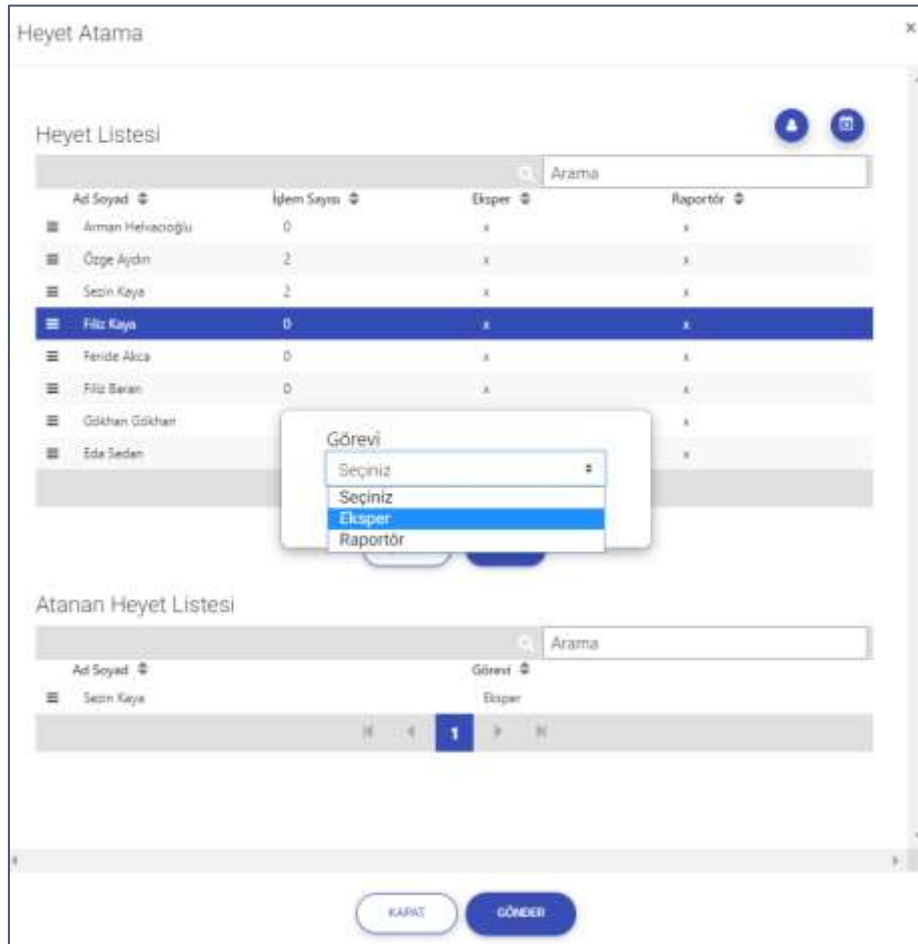 Heyet Atama
×
Heyet Listesi
Arama
Ad Soyad İşlem Sayısı Eksper Raportör
Arman Helvacıoğlu 0 x x
Özge Aydın 2 x x
Sezin Kaya 2 x x
Filiz Kaya 0 x x
Feride Akca 0 x x
Filiz Baran 0 x x
Gökhan Gökhan x
Eda Sedan x
Görevi
Seçiniz
Seçiniz
Eksper
Raportör
Atanan Heyet Listesi
Arama
Ad Soyad Görevi
Sezin Kaya Eksper
1
KAPAT GÖNDER